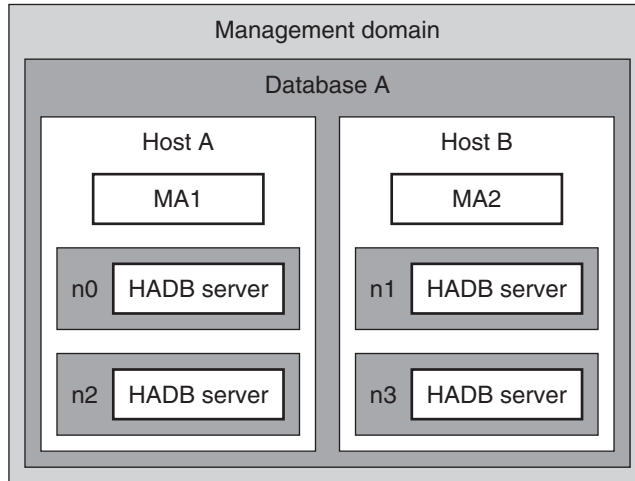 Management domain
Database A
Host A
MA1
n0 HADB server
n2 HADB server
Host B
MA2
n1 HADB server
n3 HADB server